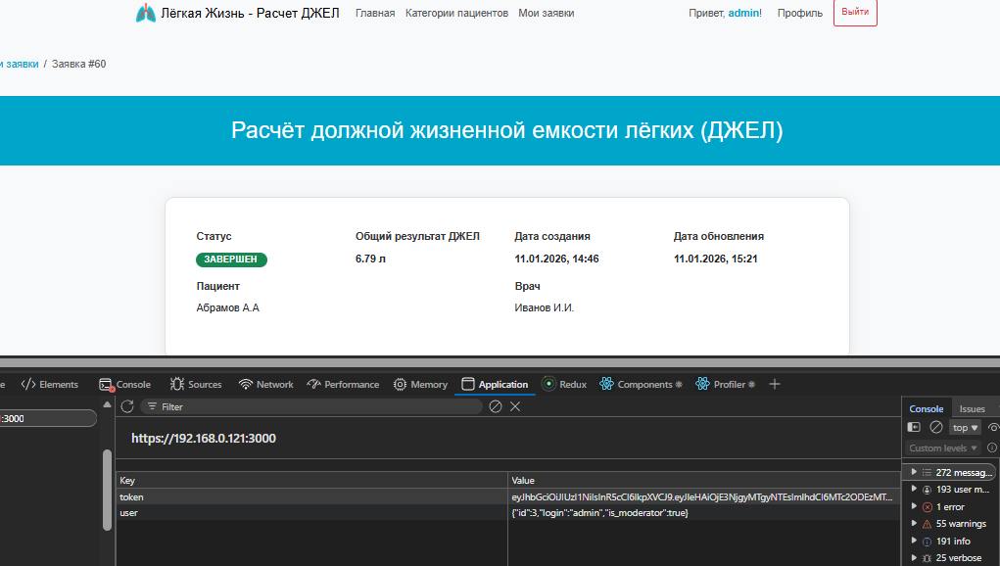 Лёгкая Жизнь - Расчет ДЖЕЛ Главная Категории пациентов Мои заявки Привет, admin! Профиль Выйти
и заявки / Заявка #60
Расчёт должной жизненной емкости лёгких (ДЖЕЛ)
Статус Общий результат ДЖЕЛ Дата создания Дата обновления
ЗАВЕРШЕН 6.79 л 11.01.2026, 14:46 11.01.2026, 15:21
Пациент Врач
Абрамов А.А Иванов И.И.
e Elements Console Sources Network Performance Memory Application Redux Components Profiler
Filter
:3000
https://192.168.0.121:3000
Console Issues
top
Custom levels
Key Value
token
user {"id":3,"login":"admin","is_moderator":true}
272 messag...
193 user m...
1 error
55 warnings
191 info
25 verbose